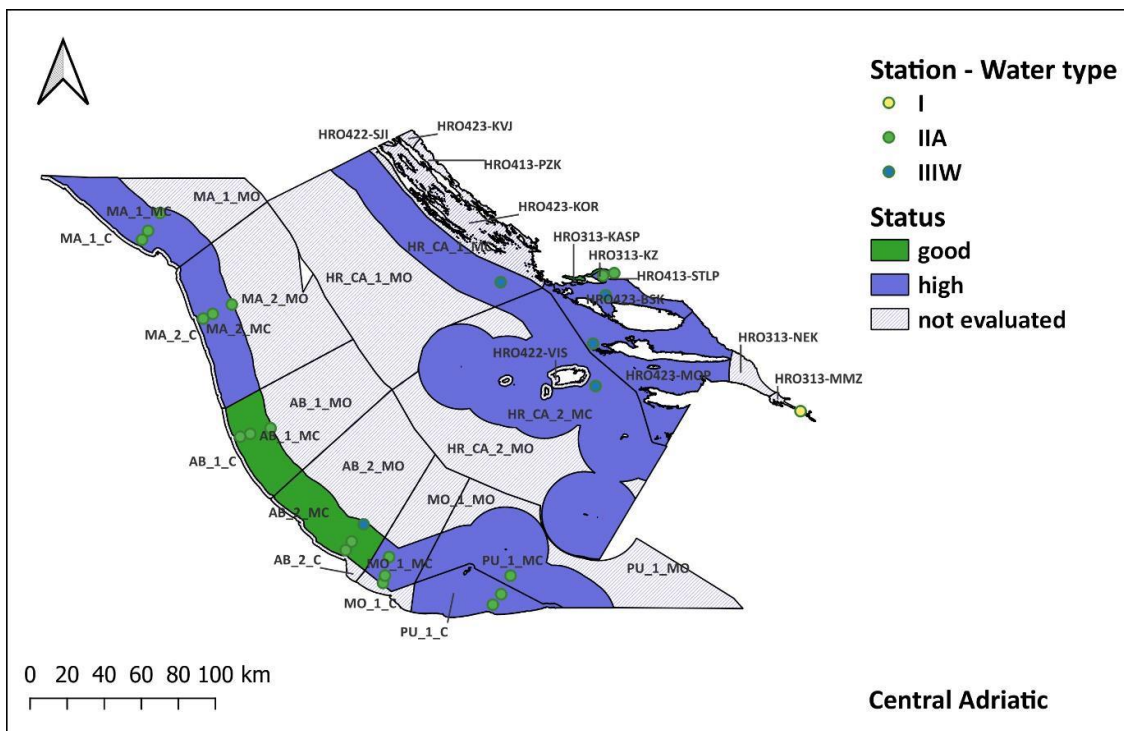 Station - Water type
I
IIA
IIIW
Status
good
high
not evaluated
HRO423-KVJ
HRO422-SJI
HRO413-PZK
MA_1_MO
MA_1_MC
HRO423-KOR
MA_1_C
HRO313-KASP
HR_CA_1_MC
HRO313-KZ
HR_CA_1_MO
HRO413-STLP
MA_2_MO
HRO423-BSK
MA_2_MC
MA_2_C
HRO313-NEK
HRO422-VIS
HRO423-MOP
HRO313-MMZ
AB_1_MO
HR_CA_2_MC
AB_1_MC
HR_CA_2_MO
AB_1_C
AB_2_MO
MO_1_MO
AB_2_MC
AB_2_C
MO_1_MC
PU_1_MC
PU_1_MO
MO_1_C
PU_1_C
0 20 40 60 80 100 km
Central Adriatic